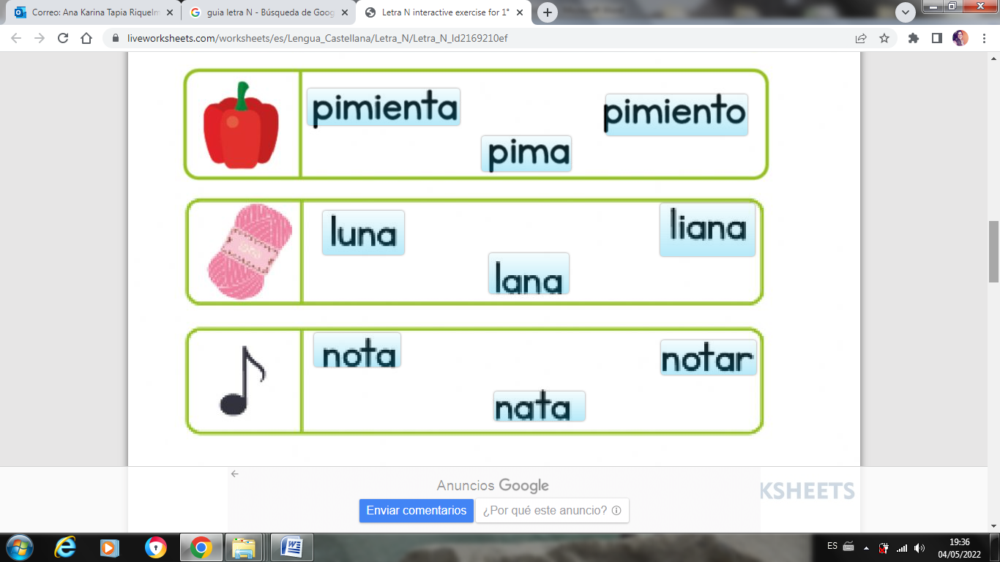 Correo: Ana Karina Tapia Riquelm
guia letra N - Búsqueda de Goog
Letra N interactive exercise for 1°
liveworksheets.com/worksheets/es/Lengua_Castellana/Letra_N/Letra_N_ld2169210ef
pimienta
pimiento
pima
lana
luna
liana
lana
nota
notar
nata
Anuncios Google
KSHEETS
Enviar comentarios
¿Por qué este anuncio?
ES
19:36
04/05/2022